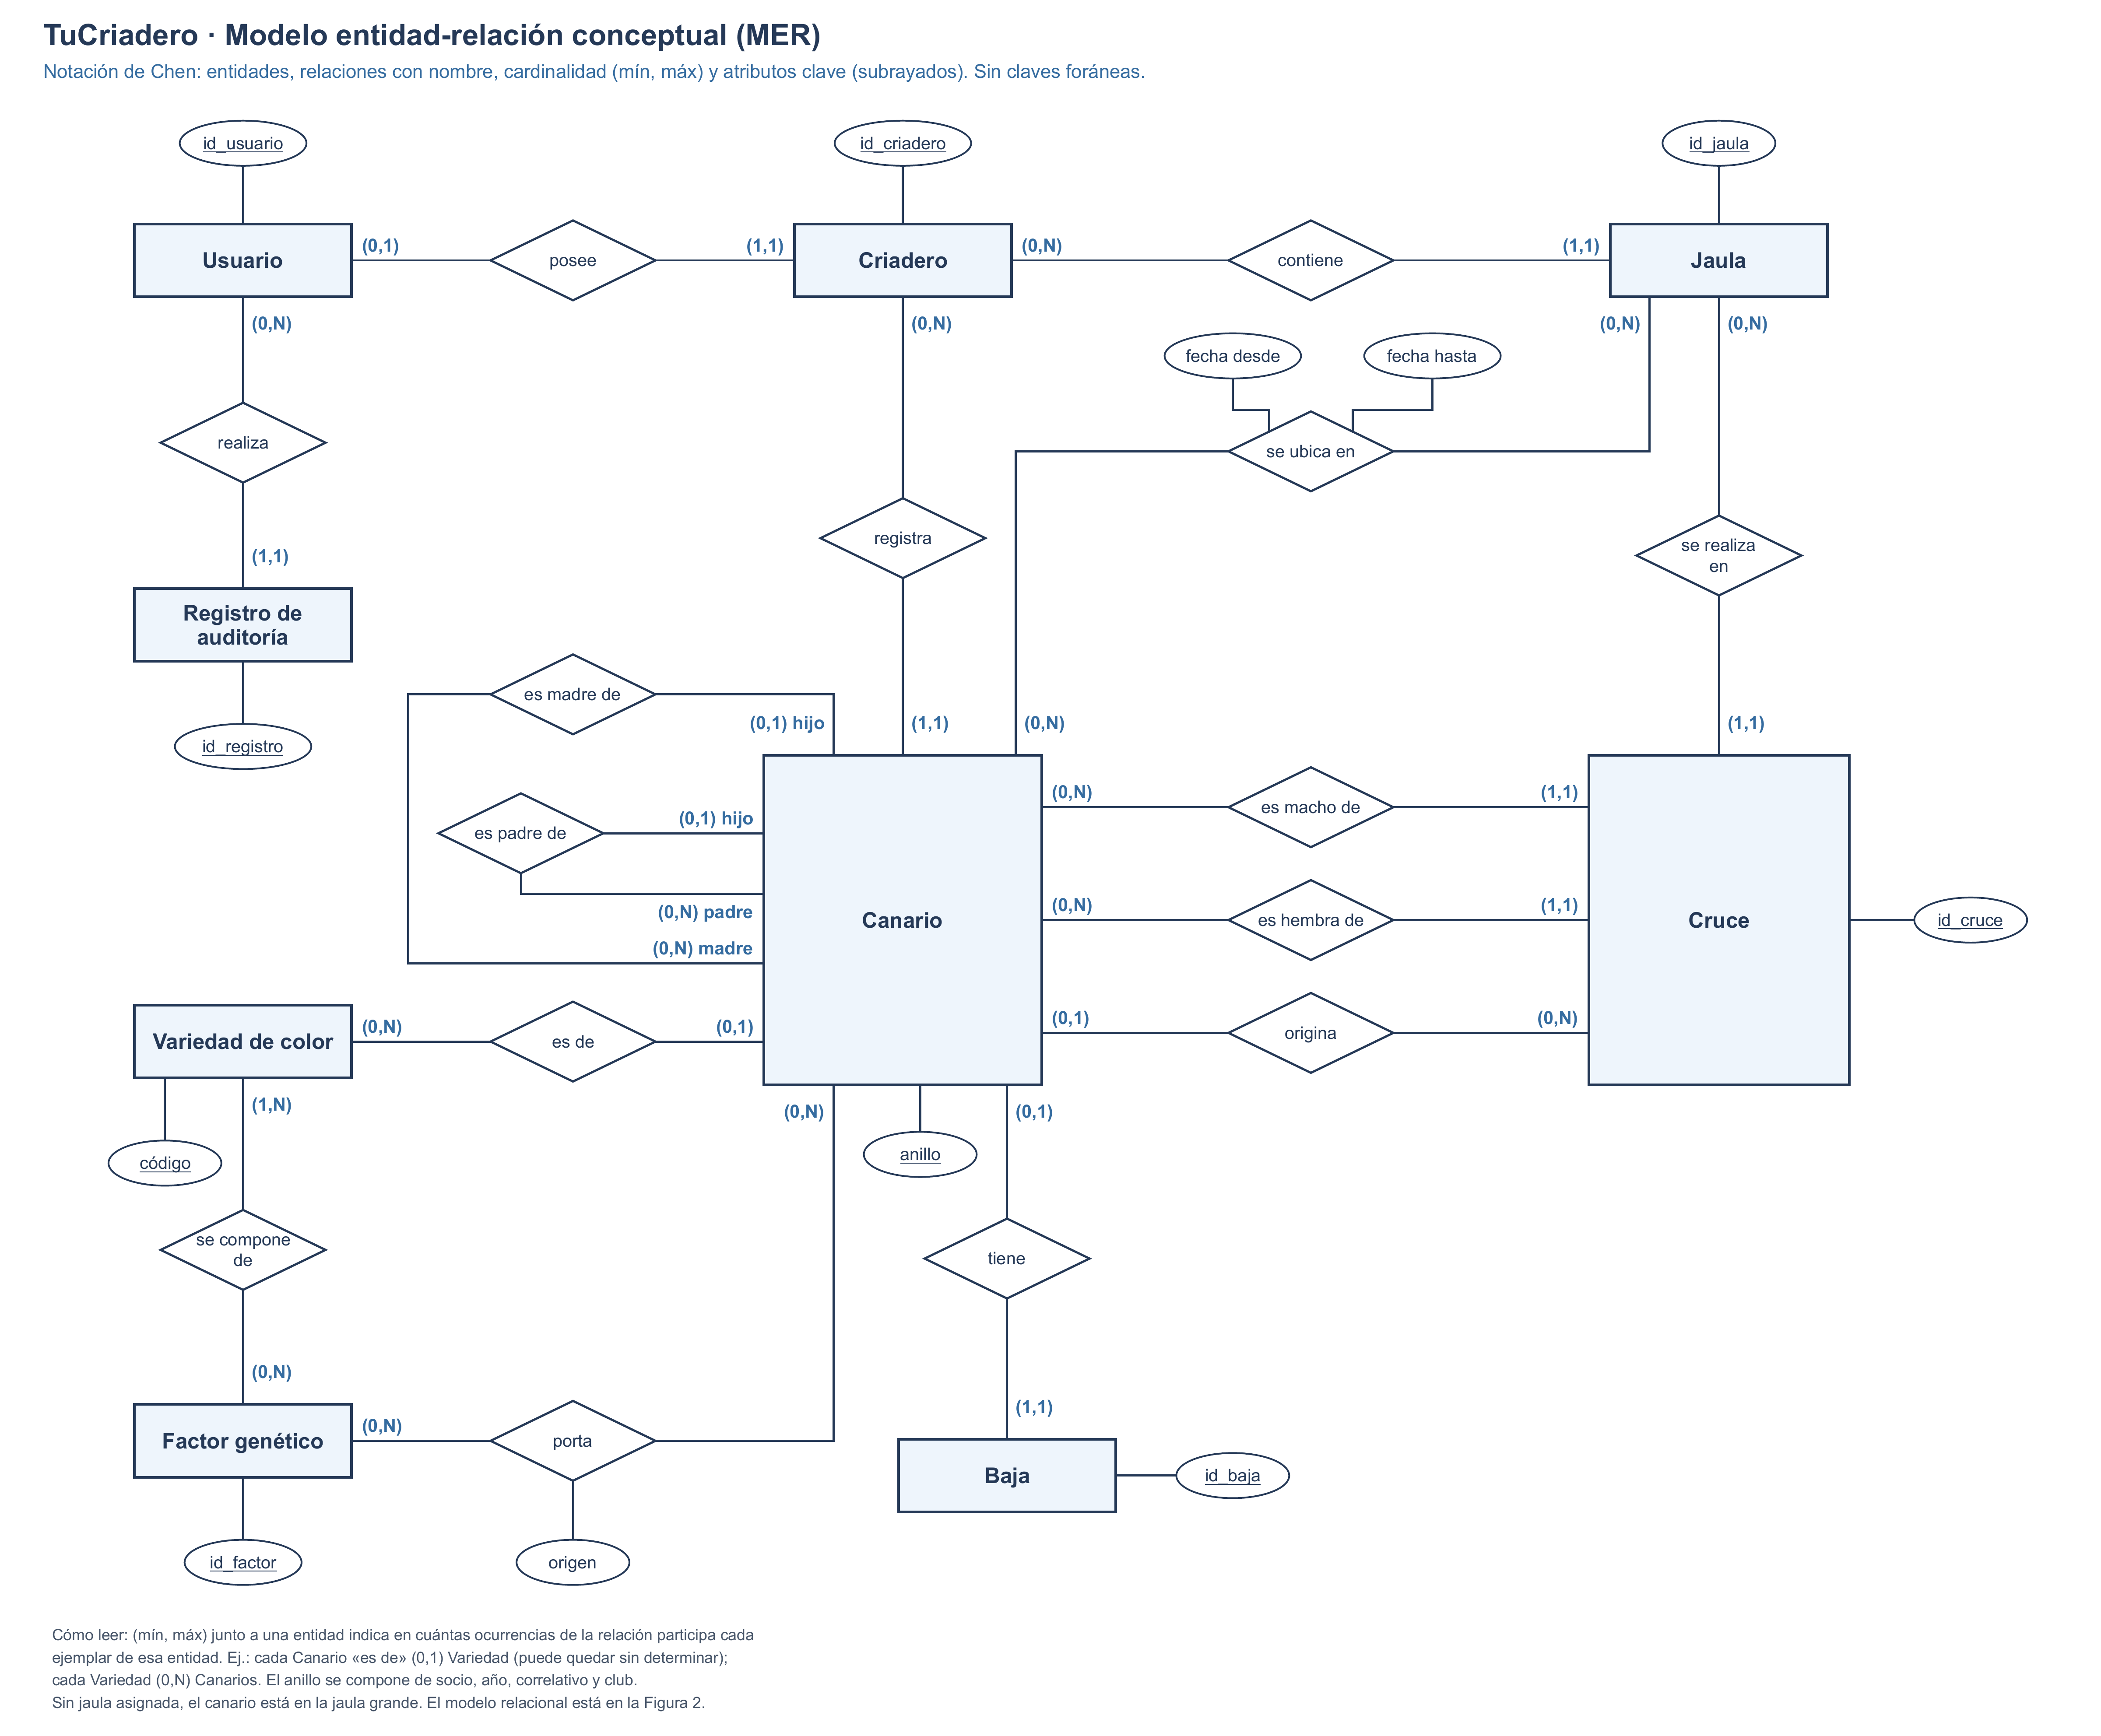 TuCriadero · Modelo entidad-relación conceptual (MER)
Notación de Chen: entidades, relaciones con nombre, cardinalidad (mín, máx) y atributos clave (subrayados). Sin claves foráneas.
id_usuario
id_criadero
id_jaula
Usuario
(0,1)
posee
(1,1)
Criadero
(0,N)
contiene
(1,1)
Jaula
(0,N)
(0,N)
(0,N)
(0,N)
fecha desde
fecha hasta
realiza
se ubica en
registra
se realiza
en
(1,1)
Registro de
auditoría
es madre de
(0,1) hijo
(1,1)
(0,N)
(1,1)
id_registro
(0,N)
es macho de
(1,1)
es padre de
(0,1) hijo
(0,N) padre
(0,N) madre
Canario
(0,N)
es hembra de
(1,1)
Cruce
id_cruce
Variedad de color
(0,N)
es de
(0,1)
(0,1)
origina
(0,N)
(1,N)
(0,N)
(0,1)
código
anillo
se compone
de
tiene
(0,N)
(1,1)
Factor genético
(0,N)
porta
Baja
id_baja
id_factor
origen
Cómo leer: (mín, máx) junto a una entidad indica en cuántas ocurrencias de la relación participa cada
ejemplar de esa entidad. Ej.: cada Canario «es de» (0,1) Variedad (puede quedar sin determinar);
cada Variedad (0,N) Canarios. El anillo se compone de socio, año, correlativo y club.
Sin jaula asignada, el canario está en la jaula grande. El modelo relacional está en la Figura 2.